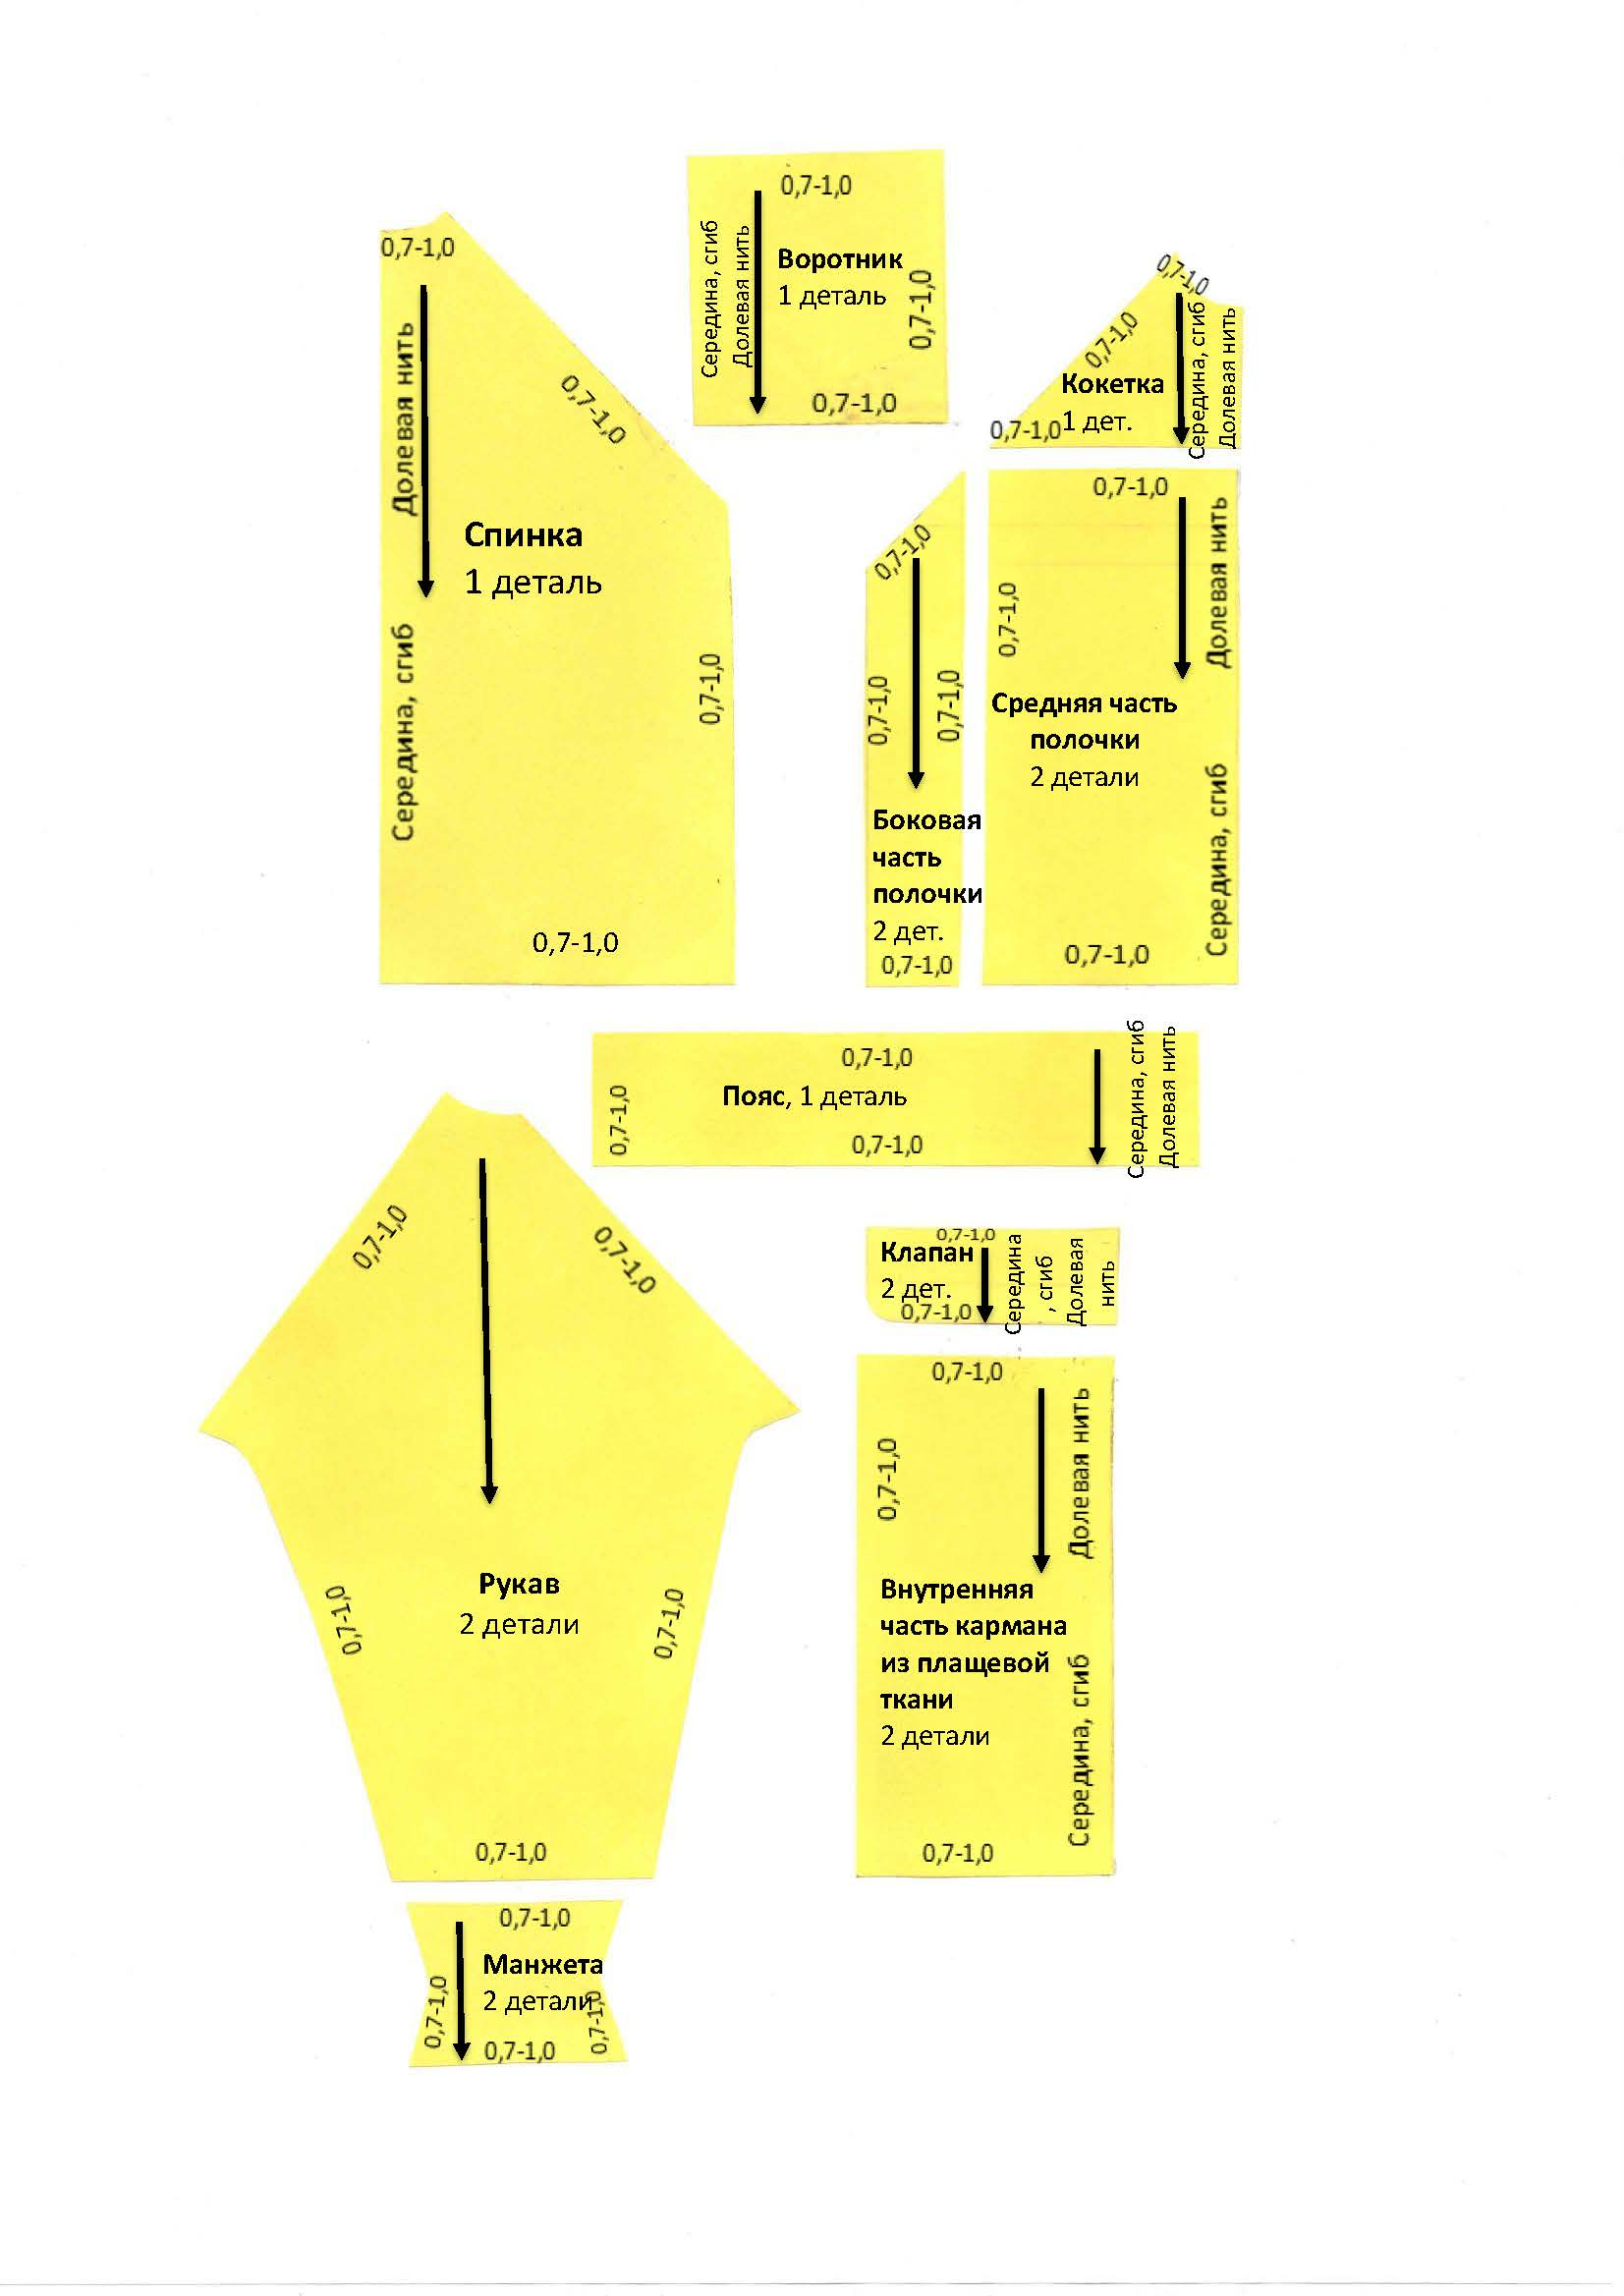 0,7-1,0
Долевая нить
0,7-1,0
Спинка
1 деталь
Середина, сгиб
0,7-1,0
0,7-1,0
0,7-1,0
Середина, сгиб
Долевая нить
Воротник
1 деталь
0,7-1,0
0,7-1,0
0,7-1,0
0,7-1,0
Кокетка
1 дет.
0,7-1,0
Середина, сгиб
Долевая нить
0,7-1,0
0,7-1,0
0,7-1,0
Боковая
часть
полочки
2 дет.
0,7-1,0
0,7-1,0
0,7-1,0
Долевая нить
Средняя часть
полочки
2 детали
Середина, сгиб
0,7-1,0
0,7-1,0
0,7-1,0
Пояс, 1 деталь
0,7-1,0
Середина, сгиб
Долевая нить
0,7-1,0
0,7-1,0
Рукав
2 детали
0,7-1,0
0,7-1,0
0,7-1,0
0,7-1,0
Клапан
2 дет.
0,7-1,0
Середина
, сгиб
Долевая
нить
0,7-1,0
0,7-1,0
Долевая нить
Внутренняя
часть кармана
из плащевой
ткани
2 детали
Середина, сгиб
0,7-1,0
0,7-1,0
Манжета
2 детали
0,7-1,0
0,7-1,0
0,7-1,0